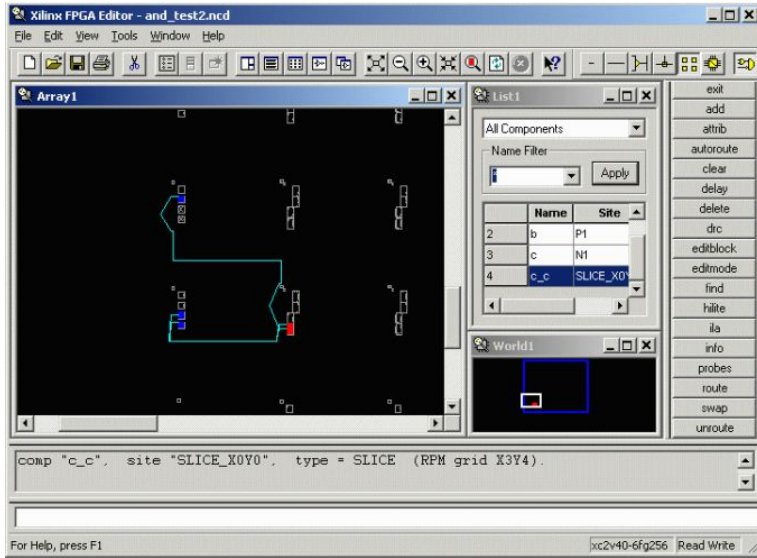 Xilinx FPGA Editor - and_test2.ncd
File Edit View Tools Window Help
Array1
List1
All Components
Name Filter
*
Apply
Name Site
2 b P1
3 c N1
4 c_c SLICE_X0Y
World1
exit
add
attrib
autoroute
clear
delay
delete
drc
editblock
editmode
find
hilite
ila
info
probes
route
swap
unroute
comp "c_c", site "SLICE_X0Y0", type = SLICE (RPM grid X3Y4).
For Help, press F1
xc2v40-6fg256 Read Write